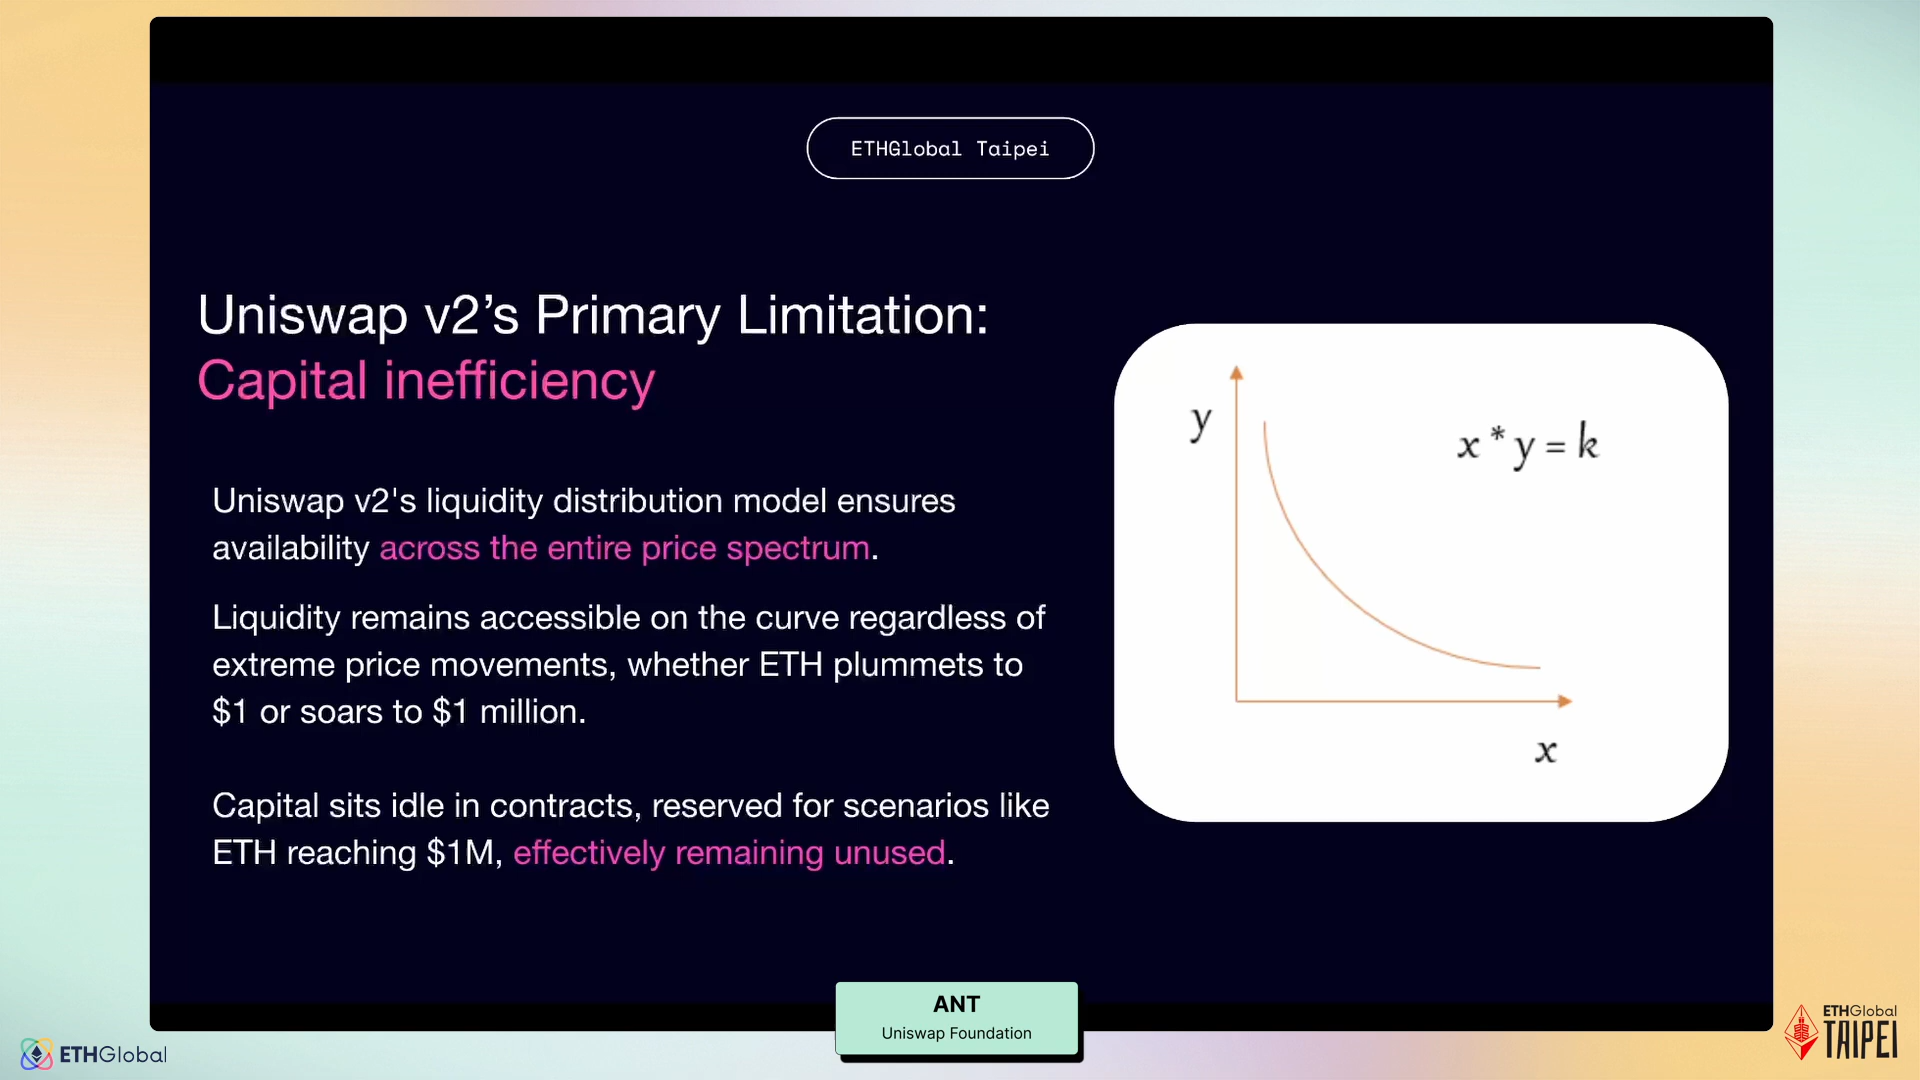 ETHGlobal Taipei
Uniswap v2’s Primary Limitation:
Capital inefficiency
Uniswap v2's liquidity distribution model ensures
availability across the entire price spectrum.
Liquidity remains accessible on the curve regardless of
extreme price movements, whether ETH plummets to
$1 or soars to $1 million.
Capital sits idle in contracts, reserved for scenarios like
ETH reaching $1M, effectively remaining unused.
y
x * y = k
x
ANT
Uniswap Foundation
ETHGlobal
ETHGlobal
TAIPEI